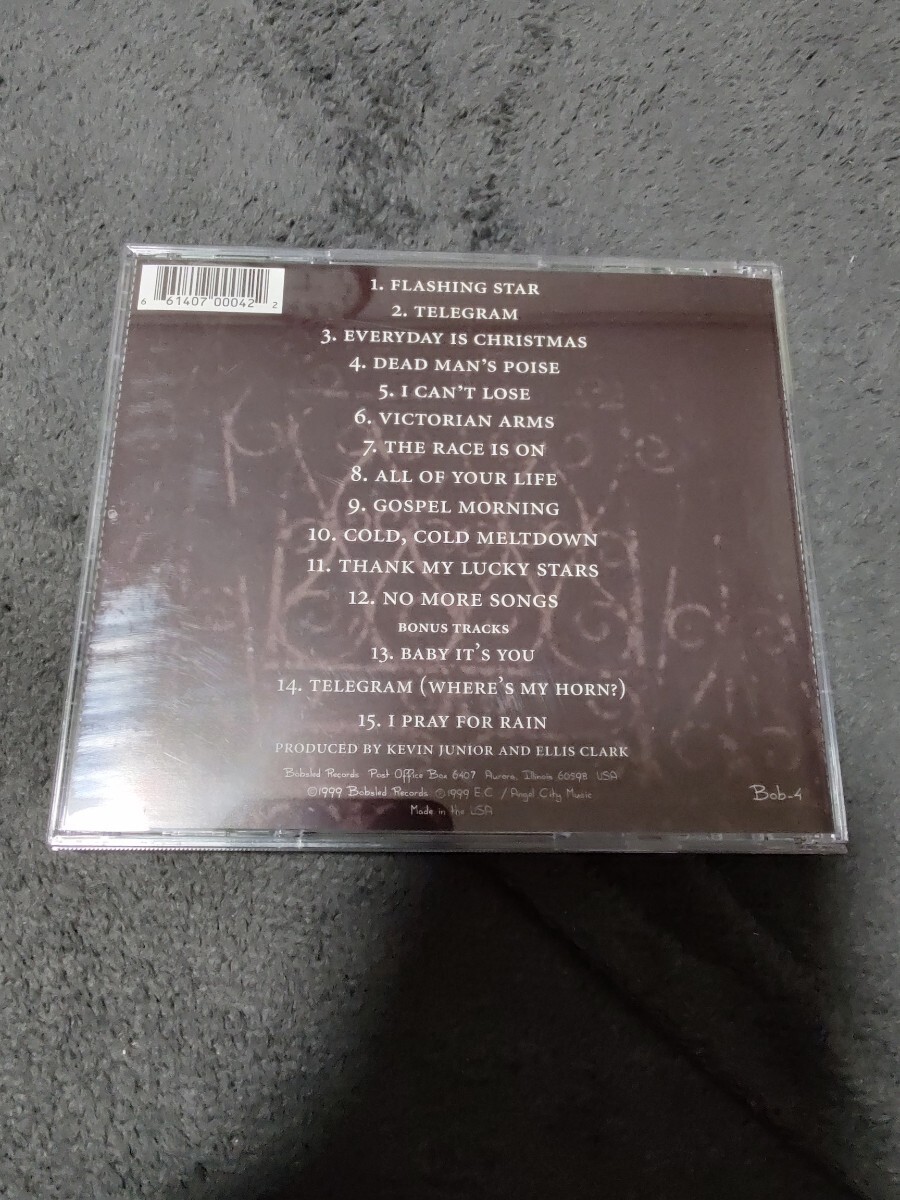 6 61407 00042 2
1. FLASHING STAR
2. TELEGRAM
3. EVERYDAY IS CHRISTMAS
4. DEAD MAN'S POISE
5. I CAN'T LOSE
6. VICTORIAN ARMS
7. THE RACE IS ON
8. ALL OF YOUR LIFE
9. GOSPEL MORNING
10. COLD, COLD MELTDOWN
11. THANK MY LUCKY STARS
12. NO MORE SONGS
BONUS TRACKS
13. BABY IT'S YOU
14. TELEGRAM (WHERE'S MY HORN?)
15. I PRAY FOR RAIN
PRODUCED BY KEVIN JUNIOR AND ELLIS CLARK
Bobsled Records Post Office Box 6407 Aurora, Illinois 60598 USA
©1999 Bobsled Records ℗1999 E.C. / Angel City Music
Made in the USA
Bob-4